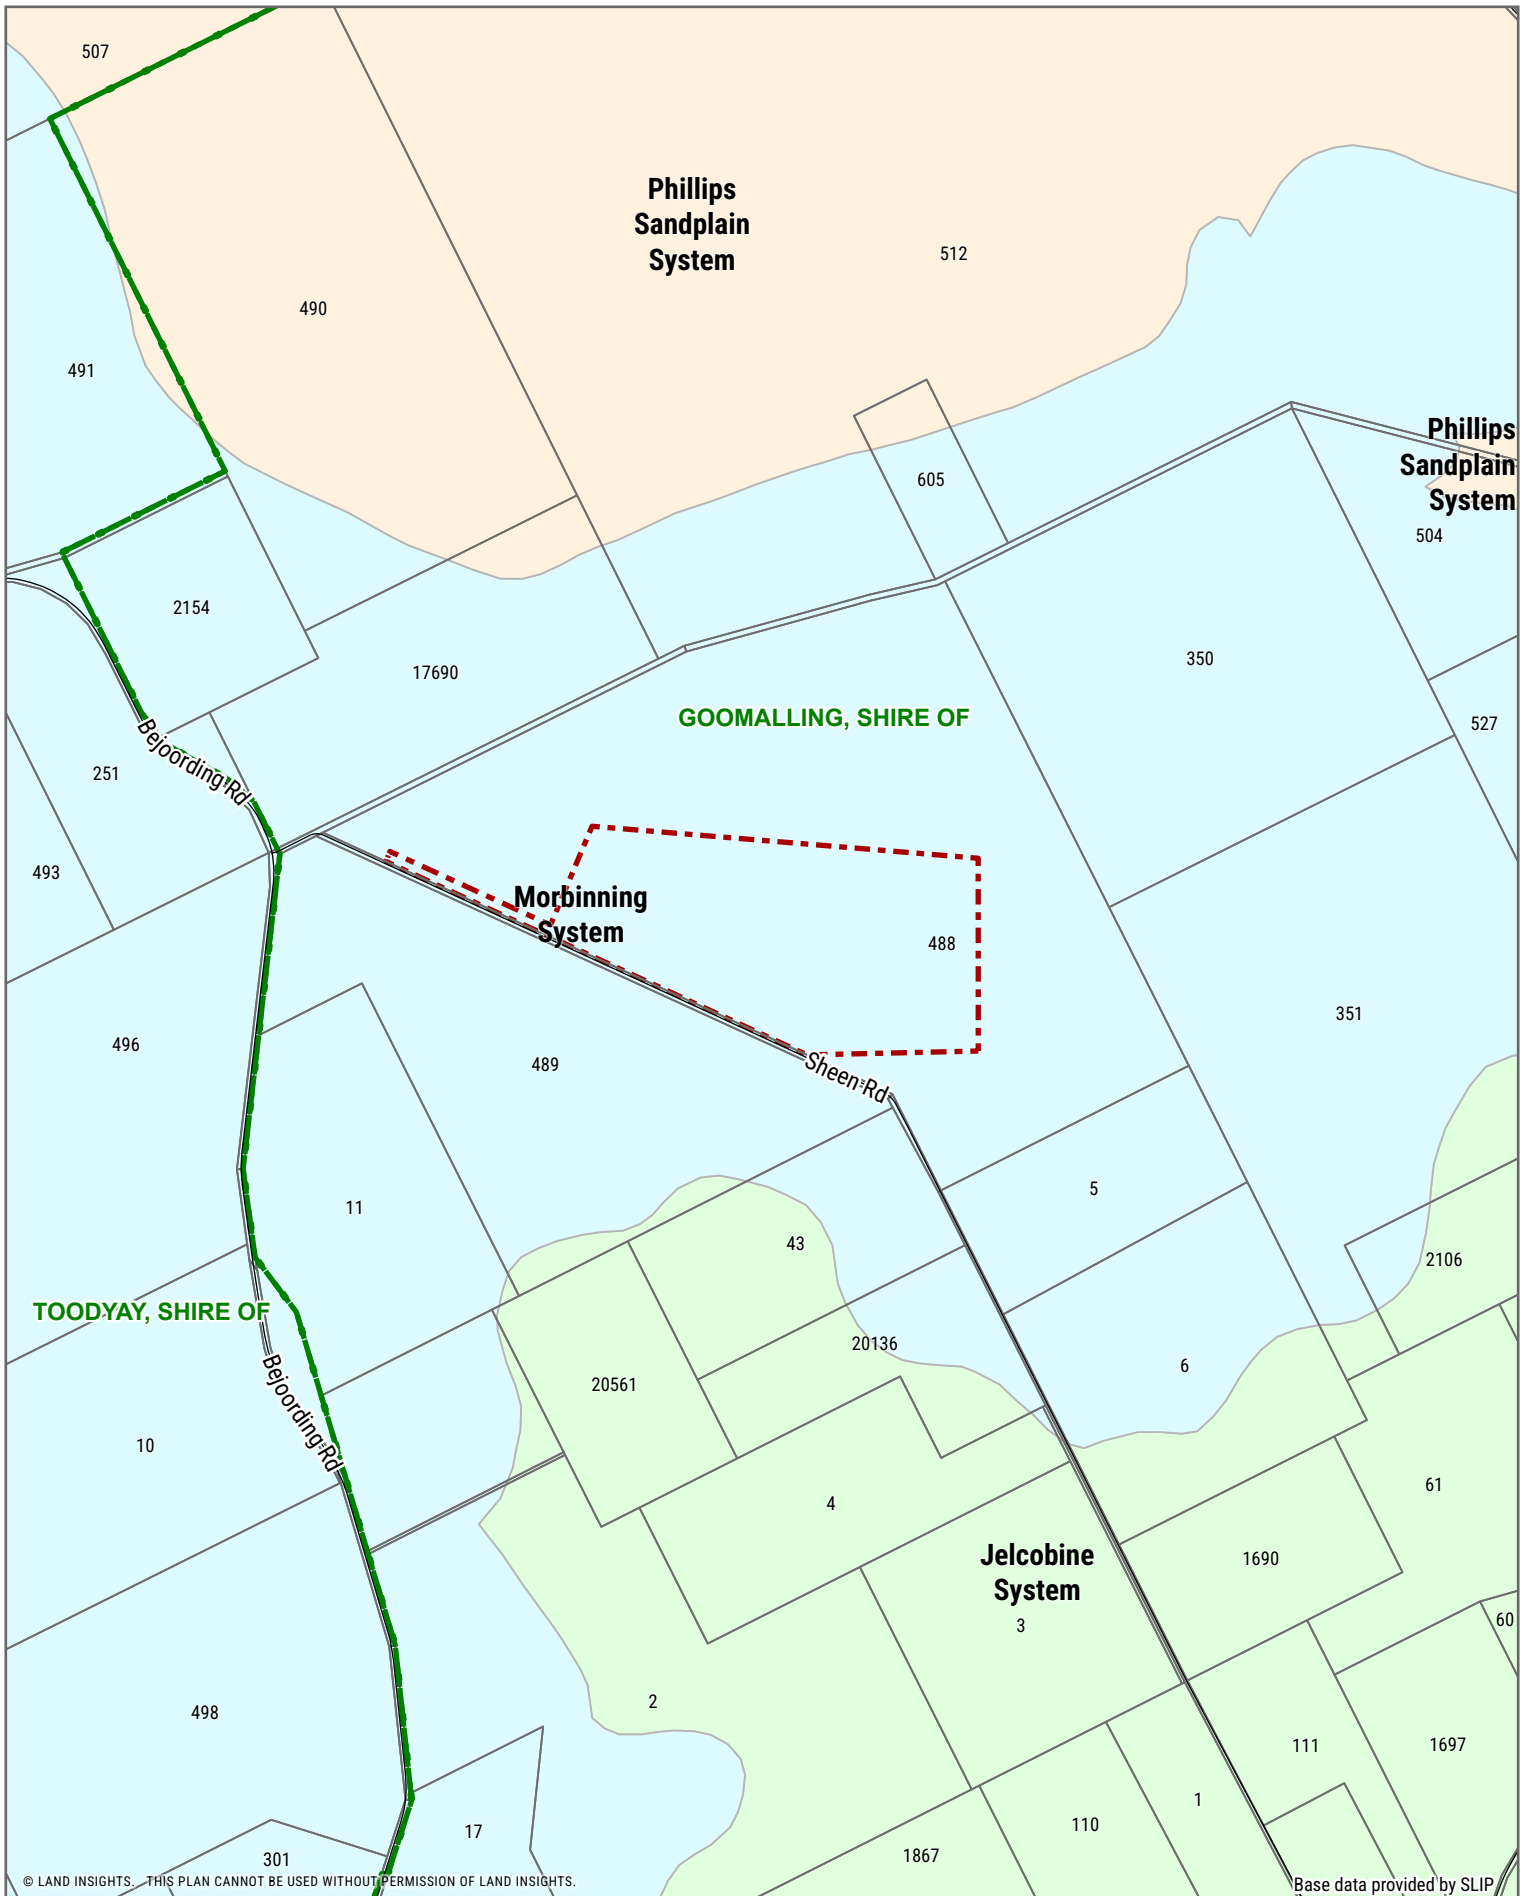 507
Phillips
Sandplain
System
512
490
491
Phillips
Sandplain
System
605
504
2154
350
17690
GOOMALLING, SHIRE OF
527
Bejoording Rd
251
493
Morbinning
System
488
351
496
489
Sheen Rd
5
11
43
2106
TOODYAY, SHIRE OF
20136
6
20561
Bejoording Rd
10
61
4
Jelcobine
System
1690
3
60
2
498
111
1697
1
17
110
301
1867
© LAND INSIGHTS. THIS PLAN CANNOT BE USED WITHOUT PERMISSION OF LAND INSIGHTS.
Base data provided by SLIP